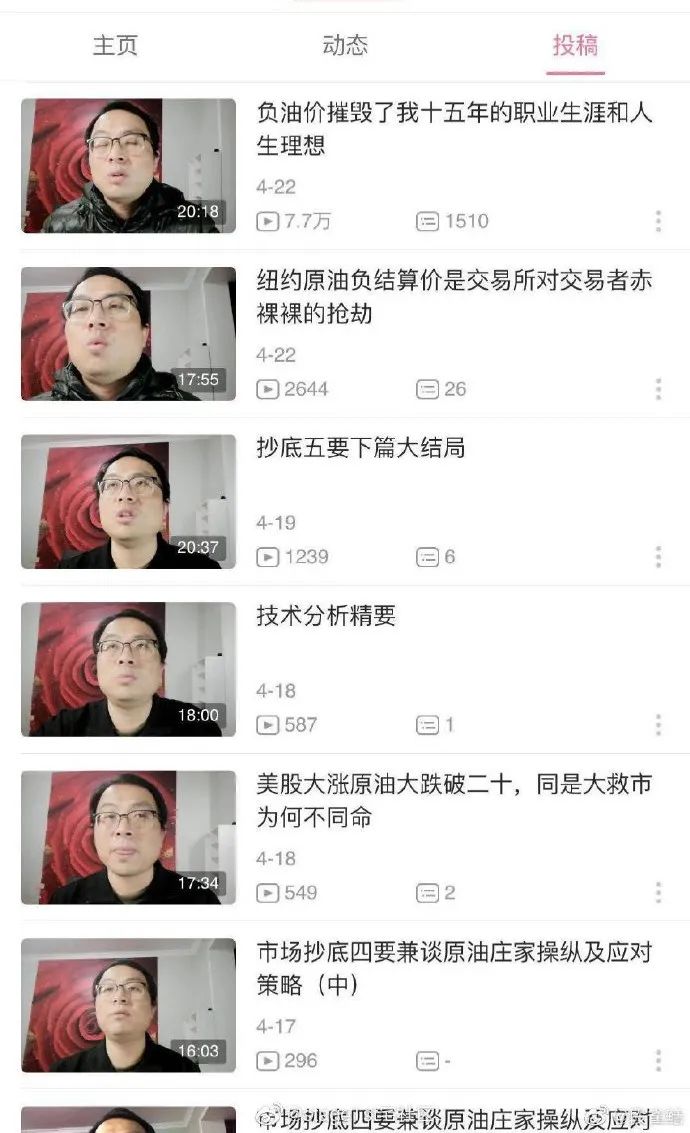 主页
动态
投稿
负油价摧毁了我十五年的职业生涯和人
生理想
4-22
20:18
7.7万
1510
纽约原油负结算价是交易所对交易者赤
裸裸的抢劫
4-22
17:55
2644
26
抄底五要下篇大结局
4-19
20:37
1239
6
技术分析精要
4-18
18:00
587
1
美股大涨原油大跌破二十，同是大救市
为何不同命
4-18
17:34
549
2
市场抄底四要兼谈原油庄家操纵及应对
策略（中）
4-17
16:03
296
-
市场抄底四要兼谈原油庄家操纵及应对